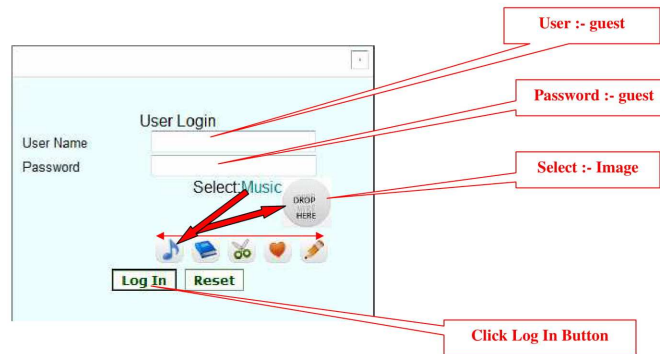 User :- guest
Password :- guest
User Login
User Name
Password
Select :- Image
Select:Music
DROP
HERE
Log In Reset
Click Log In Button